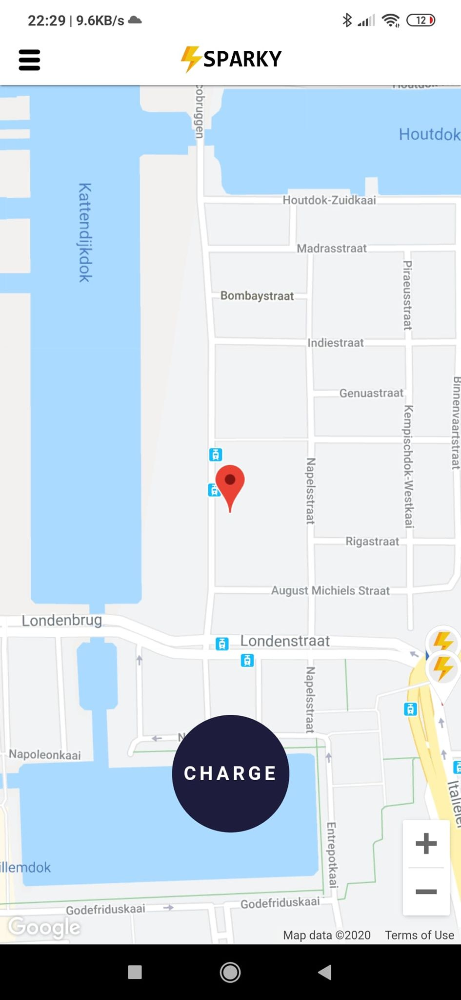 22:29 | 9.6KB/s
12
SPARKY
cobruggen
Houtdok
Kattendijkdok
Houtdok-Zuidkaai
Madrasstraat
Piraeusstraat
Bombaystraat
Indiestraat
Binnenvaartstraat
Genuastraat
Kempischdok-Westkaai
Napelsstraat
Rigastraat
August Michiels Straat
Londenbrug
Londenstraat
Napelsstraat
N
Napoleonkaai
CHARGE
Italielei
Entrepotkaai
illemdok
Godefriduskaai
Godefriduskaai
Google
Map data ©2020 Terms of Use